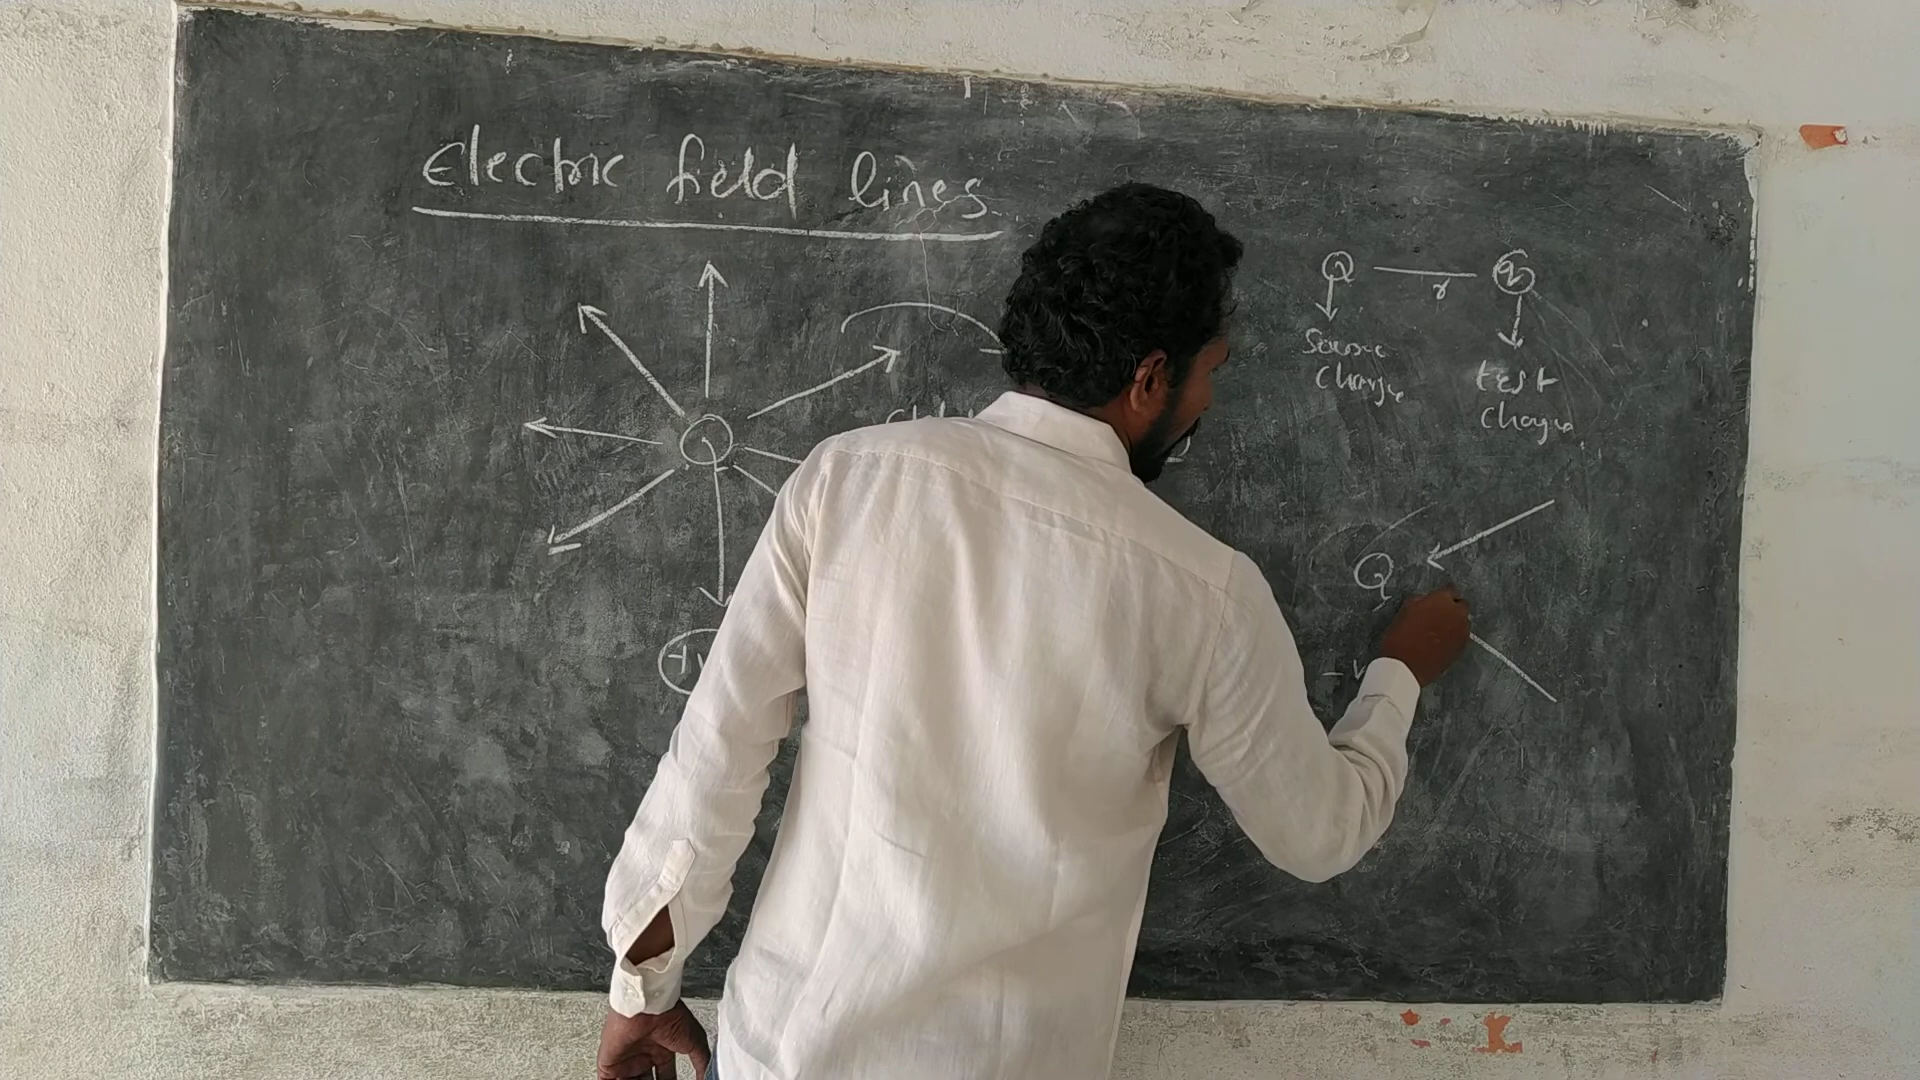 Electric field lines
Q r q
Source
charge
test
charge
Q